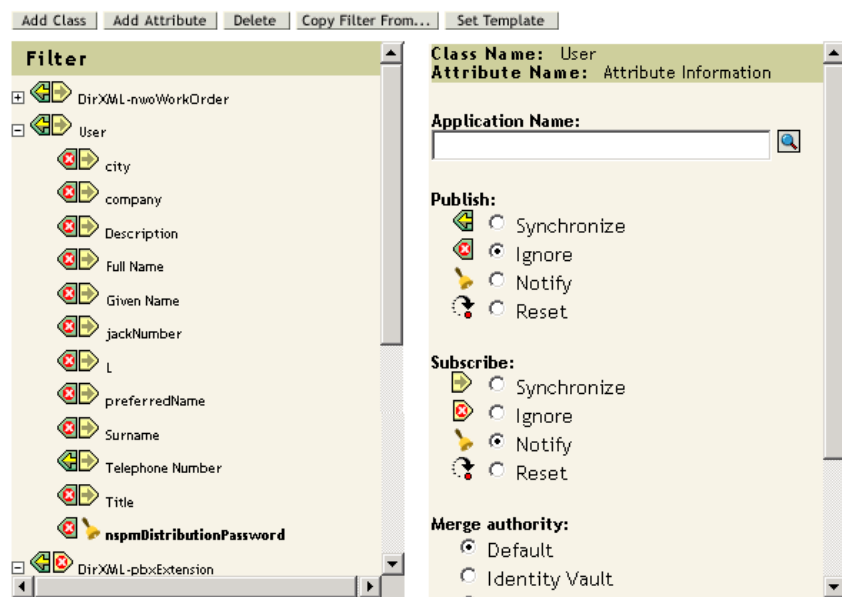 Add Class Add Attribute Delete Copy Filter From... Set Template
Filter
DirXML-nwoWorkOrder
User
city
company
Description
Full Name
Given Name
jackNumber
L
preferredName
Surname
Telephone Number
Title
nspmDistributionPassword
DirXML-pbxExtension
Class Name: User
Attribute Name: Attribute Information
Application Name:
Publish:
Synchronize
Ignore
Notify
Reset
Subscribe:
Synchronize
Ignore
Notify
Reset
Merge authority:
Default
Identity Vault